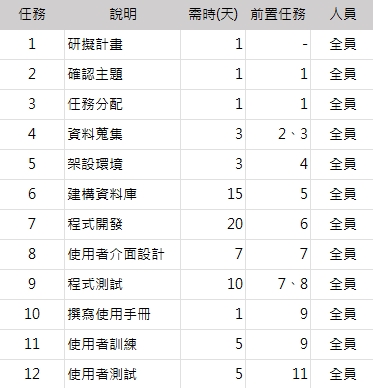 任務 說明 需時(天) 前置任務 人員
1 研擬計畫 1 - 全員
2 確認主題 1 1 全員
3 任務分配 1 1 全員
4 資料蒐集 3 2、3 全員
5 架設環境 3 4 全員
6 建構資料庫 15 5 全員
7 程式開發 20 6 全員
8 使用者介面設計 7 7 全員
9 程式測試 10 7、8 全員
10 撰寫使用手冊 1 9 全員
11 使用者訓練 5 9 全員
12 使用者測試 5 11 全員